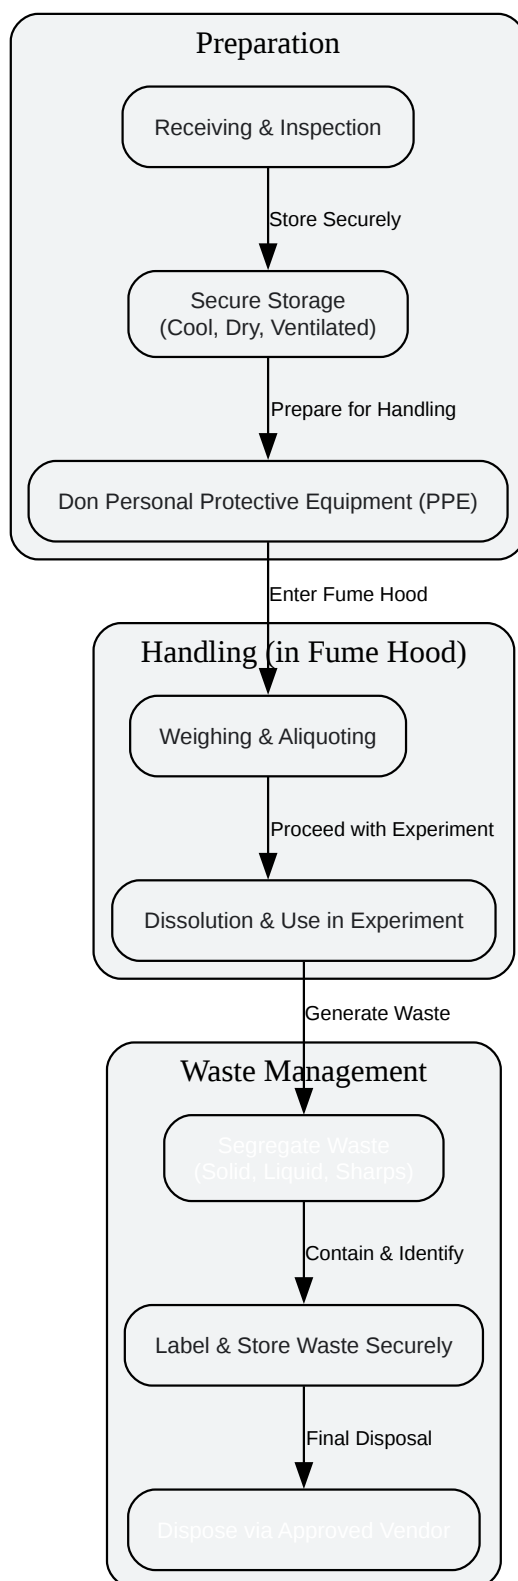 Preparation
Receiving & Inspection
Store Securely
Secure Storage
(Cool, Dry, Ventilated)
Prepare for Handling
Don Personal Protective Equipment (PPE)
Enter Fume Hood
Handling (in Fume Hood)
Weighing & Aliquoting
Proceed with Experiment
Dissolution & Use in Experiment
Generate Waste
Waste Management
Segregate Waste
(Solid, Liquid, Sharps)
Contain & Identify
Label & Store Waste Securely
Final Disposal
Dispose via Approved Vendor